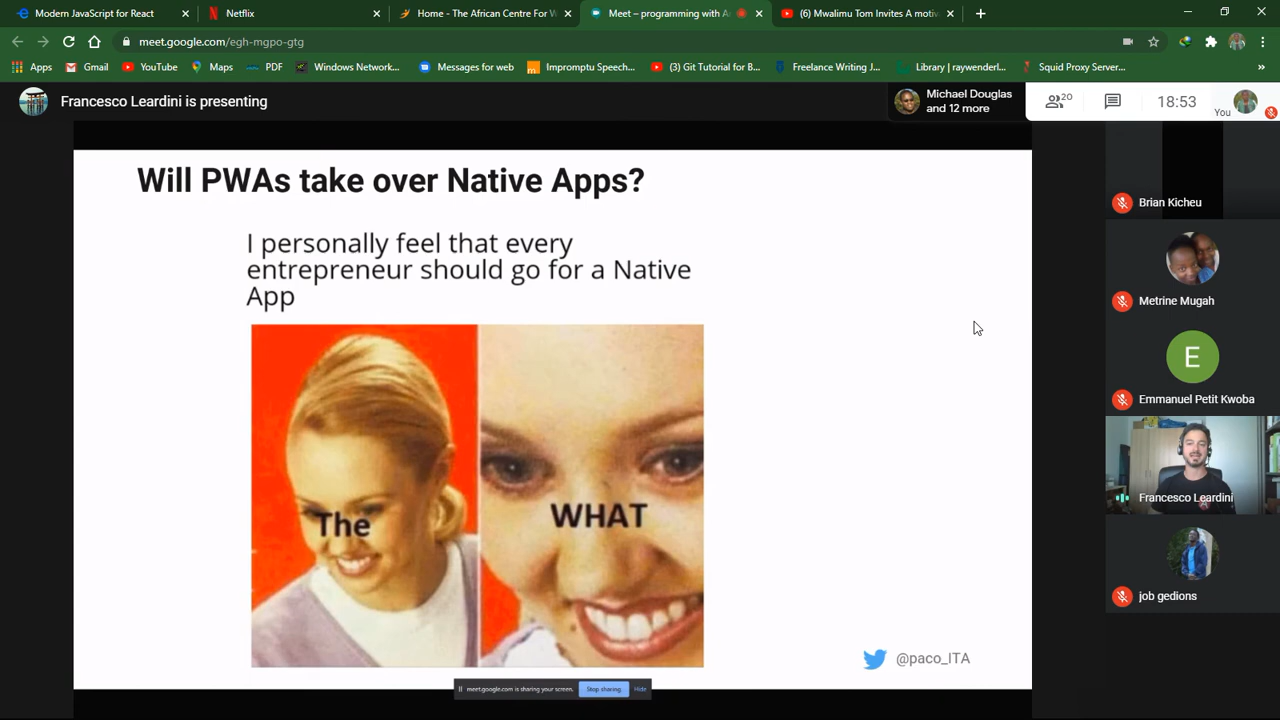 Modern JavaScript for React
Netflix
Home - The African Centre For W
Meet – programming with A
(6) Mwalimu Tom Invites A motiv
meet.google.com/egh-mgpo-gtg
Apps
Gmail
YouTube
Maps
PDF
Windows Network...
Messages for web
Impromptu Speech...
(3) Git Tutorial for B...
Freelance Writing J...
Library | raywenderl...
Squid Proxy Server...
»
Francesco Leardini is presenting
Michael Douglas
and 12 more
20
18:53
You
Will PWAs take over Native Apps?
I personally feel that every
entrepreneur should go for a Native
App
The
WHAT
@paco_ITA
meet.google.com is sharing your screen.
Stop sharing
Hide
Brian Kicheu
Metrine Mugah
E
Emmanuel Petit Kwoba
Francesco Leardini
job gedions